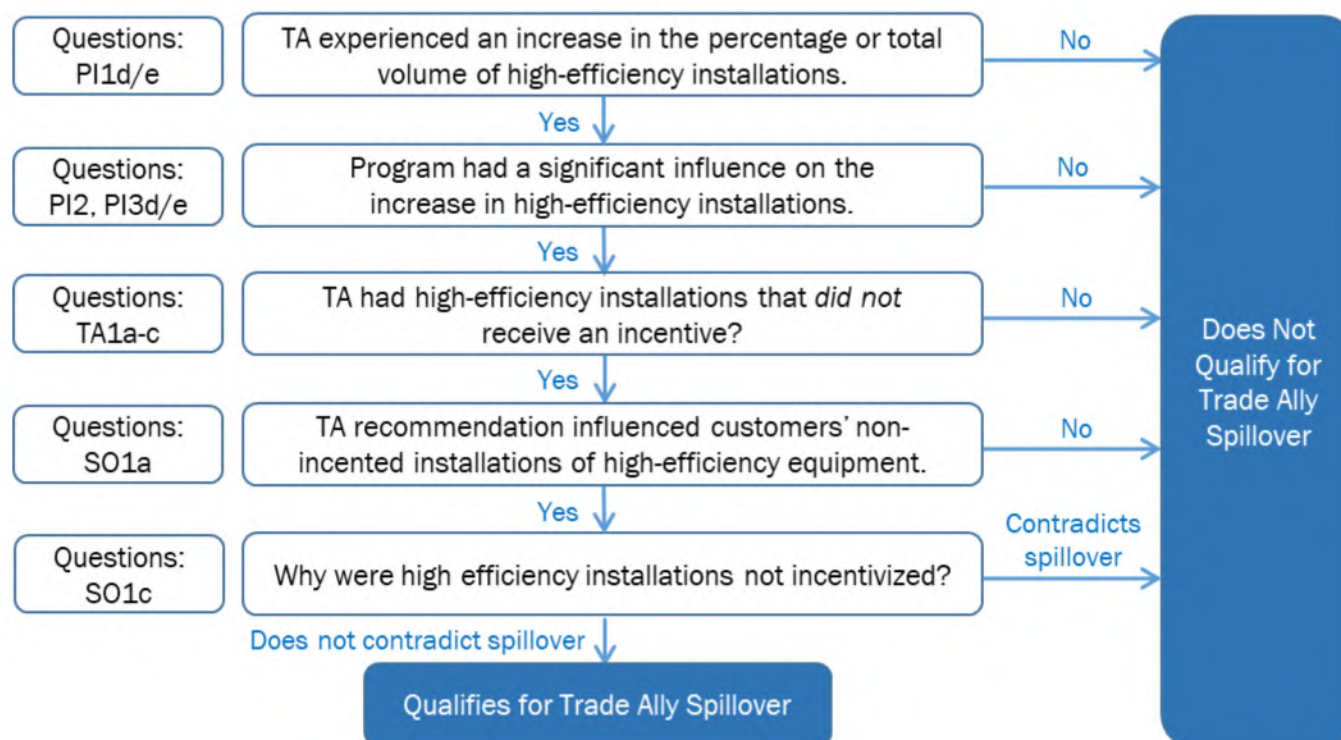 Questions:
PI1d/e
TA experienced an increase in the percentage or total
volume of high-efficiency installations.
No
Yes
Questions:
PI2, PI3d/e
Program had a significant influence on the
increase in high-efficiency installations.
No
Yes
Questions:
TA1a-c
TA had high-efficiency installations that did not
receive an incentive?
No
Yes
Questions:
SO1a
TA recommendation influenced customers’ non-
incented installations of high-efficiency equipment.
No
Yes
Questions:
SO1c
Why were high efficiency installations not incentivized?
Contradicts
spillover
Does not contradict spillover
Qualifies for Trade Ally Spillover
Does Not
Qualify for
Trade Ally
Spillover